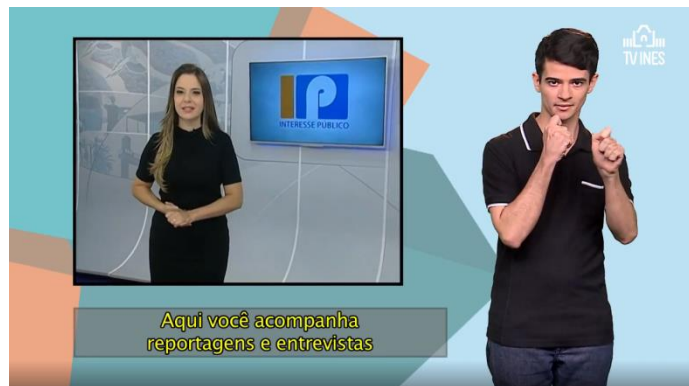 TV INES
IP
INTERESSE PÚBLICO
Aqui você acompanha
reportagens e entrevistas